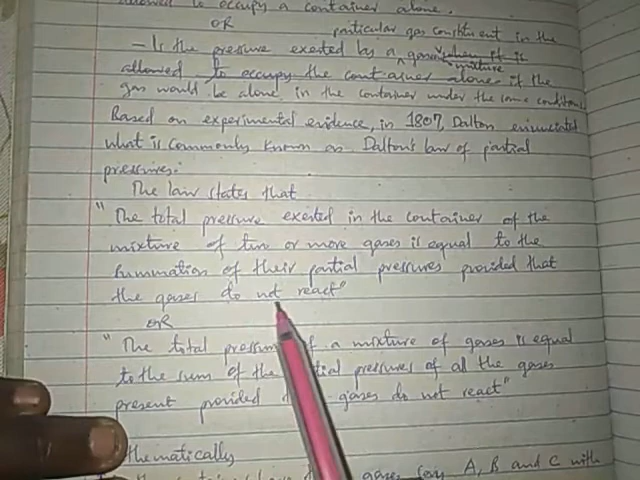 allowed to occupy a container alone.
OR particular gas constituent in the
- Is the pressure exerted by a gas when it is
mixture
allowed to occupy the container alone if the
gas would be alone in the container under the same conditions
Based on experimental evidence, in 1807, Dalton enunciated
what is commonly known as Dalton's law of partial
pressures.
The law states that
"The total pressure exerted in the container of the
mixture of two or more gases is equal to the
summation of their partial pressures provided that
the gases do not react"
OR
"The total pressure of a mixture of gases is equal
to the sum of the partial pressures of all the gases
present provided gases do not react"
thematically
gases say A, B and C with